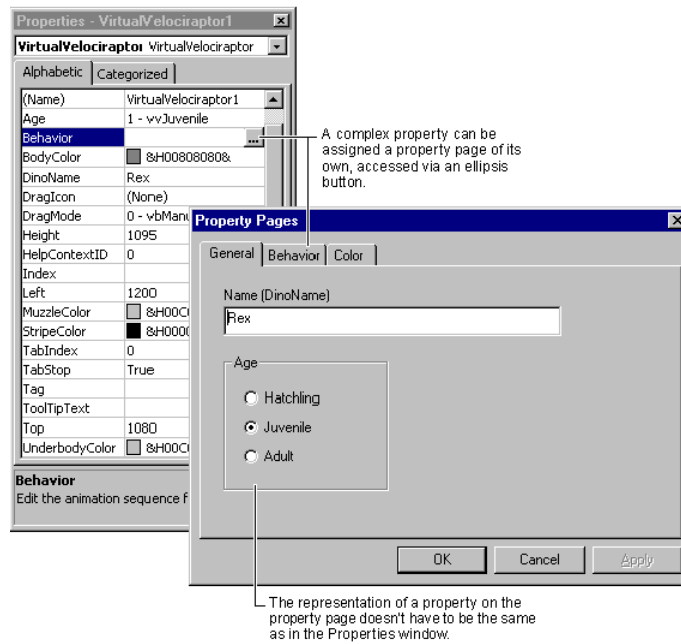 Properties - VirtualVelociraptor1
VirtualVelociraptor VirtualVelociraptor
Alphabetic Categorized
(Name) VirtualVelociraptor1
Age 1 - vvJuvenile
Behavior ...
BodyColor &H00808080&
DinoName Rex
DragIcon (None)
DragMode 0 - vbManu
Height 1095
HelpContextID 0
Index
Left 1200
MuzzleColor &H00C
StripeColor &H000
TabIndex 0
TabStop True
Tag
ToolTipText
Top 1080
UnderbodyColor &H00C
Behavior
Edit the animation sequence f
A complex property can be
assigned a property page of its
own, accessed via an ellipsis
button.
Property Pages
General Behavior Color
Name (DinoName)
Rex
Age
Hatchling
Juvenile
Adult
OK Cancel Apply
The representation of a property on the
property page doesn't have to be the same
as in the Properties window.